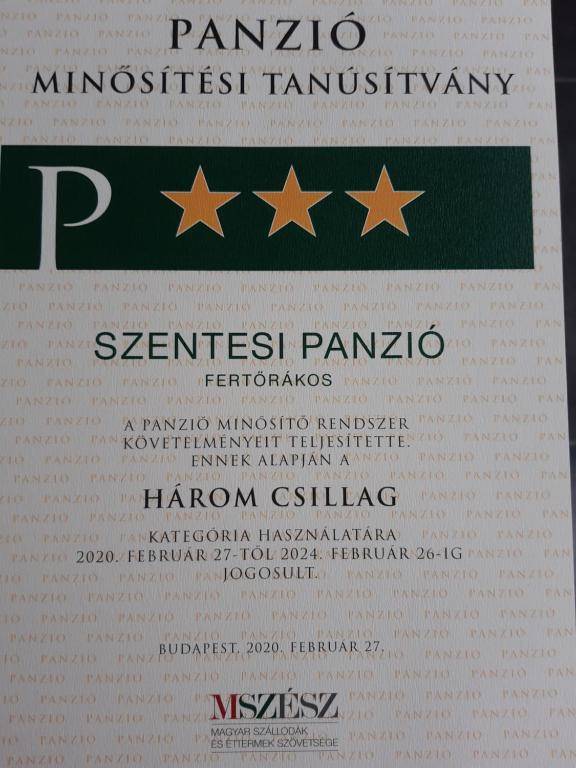 PANZIÓ
MINŐSÍTÉSI TANÚSÍTVÁNY
P
SZENTESI PANZIÓ
FERTŐRÁKOS
A PANZIÓ MINŐSÍTŐ RENDSZER
KÖVETELMÉNYEIT TELJESÍTETTE.
ENNEK ALAPJÁN A
HÁROM CSILLAG
KATEGÓRIA HASZNÁLATÁRA
2020. FEBRUÁR 27-TŐL 2024. FEBRUÁR 26-IG
JOGOSULT.
BUDAPEST, 2020. FEBRUÁR 27.
MSZÉSZ
MAGYAR SZÁLLODÁK
ÉS ÉTTERMEK SZÖVETSÉGE